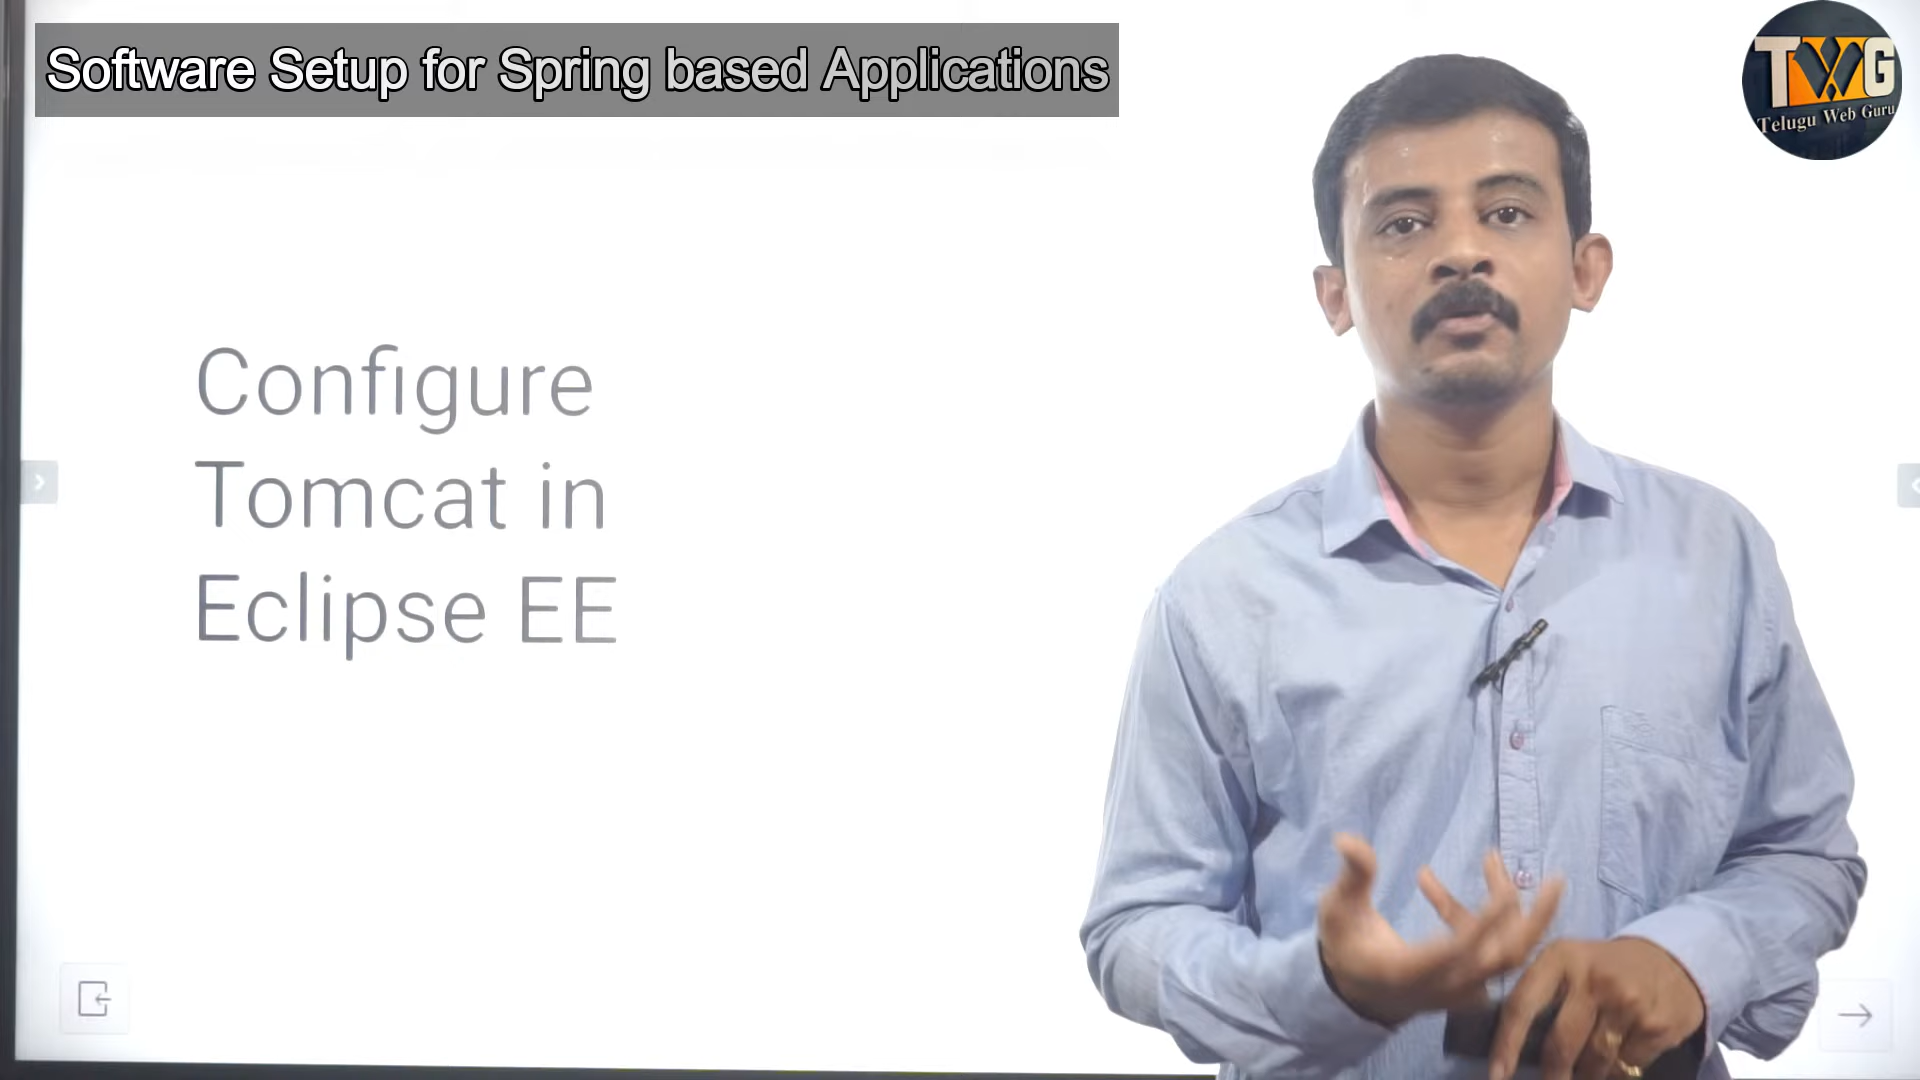 Software Setup for Spring based Applications
TWG
Telugu Web Guru
Configure
Tomcat in
Eclipse EE